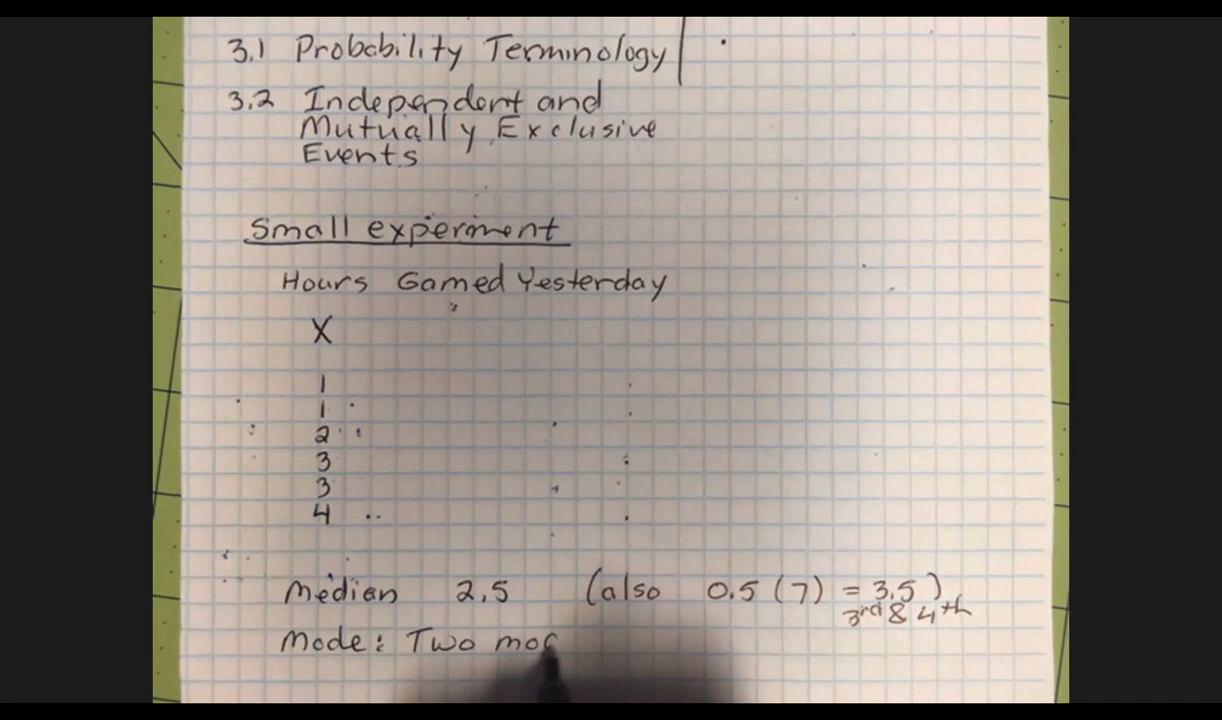 3.1 Probability Terminology
3.2 Independent and
Mutually Exclusive
Events
Small experiment
Hours Gamed Yesterday
X
1
1
2
3
3
4
Median 2.5 (also 0.5 (7) = 3.5)
3rd & 4th
Mode: Two mod